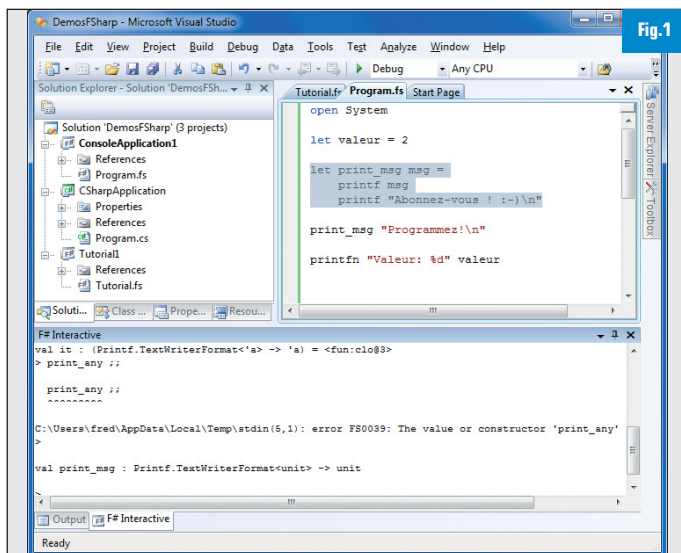 DemosFSharp - Microsoft Visual Studio
Fig.1
File Edit View Project Build Debug Data Tools Test Analyze Window Help
Debug Any CPU
Solution Explorer - Solution 'DemosFSh...
Tutorial.fs Program.fs Start Page
Solution 'DemosFSharp' (3 projects)
ConsoleApplication1
References
Program.fs
CSharpApplication
Properties
References
Program.cs
Tutorial1
References
Tutorial.fs
Soluti... Class ... Prope... Resou...
open System
let valeur = 2
let print_msg msg =
printf msg
printf "Abonnez-vous ! :-)\n"
print_msg "Programmez!\n"
printfn "Valeur: %d" valeur
Server Explorer
Toolbox
F# Interactive
val it : (Printf.TextWriterFormat<'a> -> 'a) = <fun:clo@3>
> print_any ;;
print_any ;;
^^^^^^^^^
C:\Users\fred\AppData\Local\Temp\stdin(5,1): error FS0039: The value or constructor 'print_any'
>
val print_msg : Printf.TextWriterFormat<unit> -> unit
>
Output F# Interactive
Ready